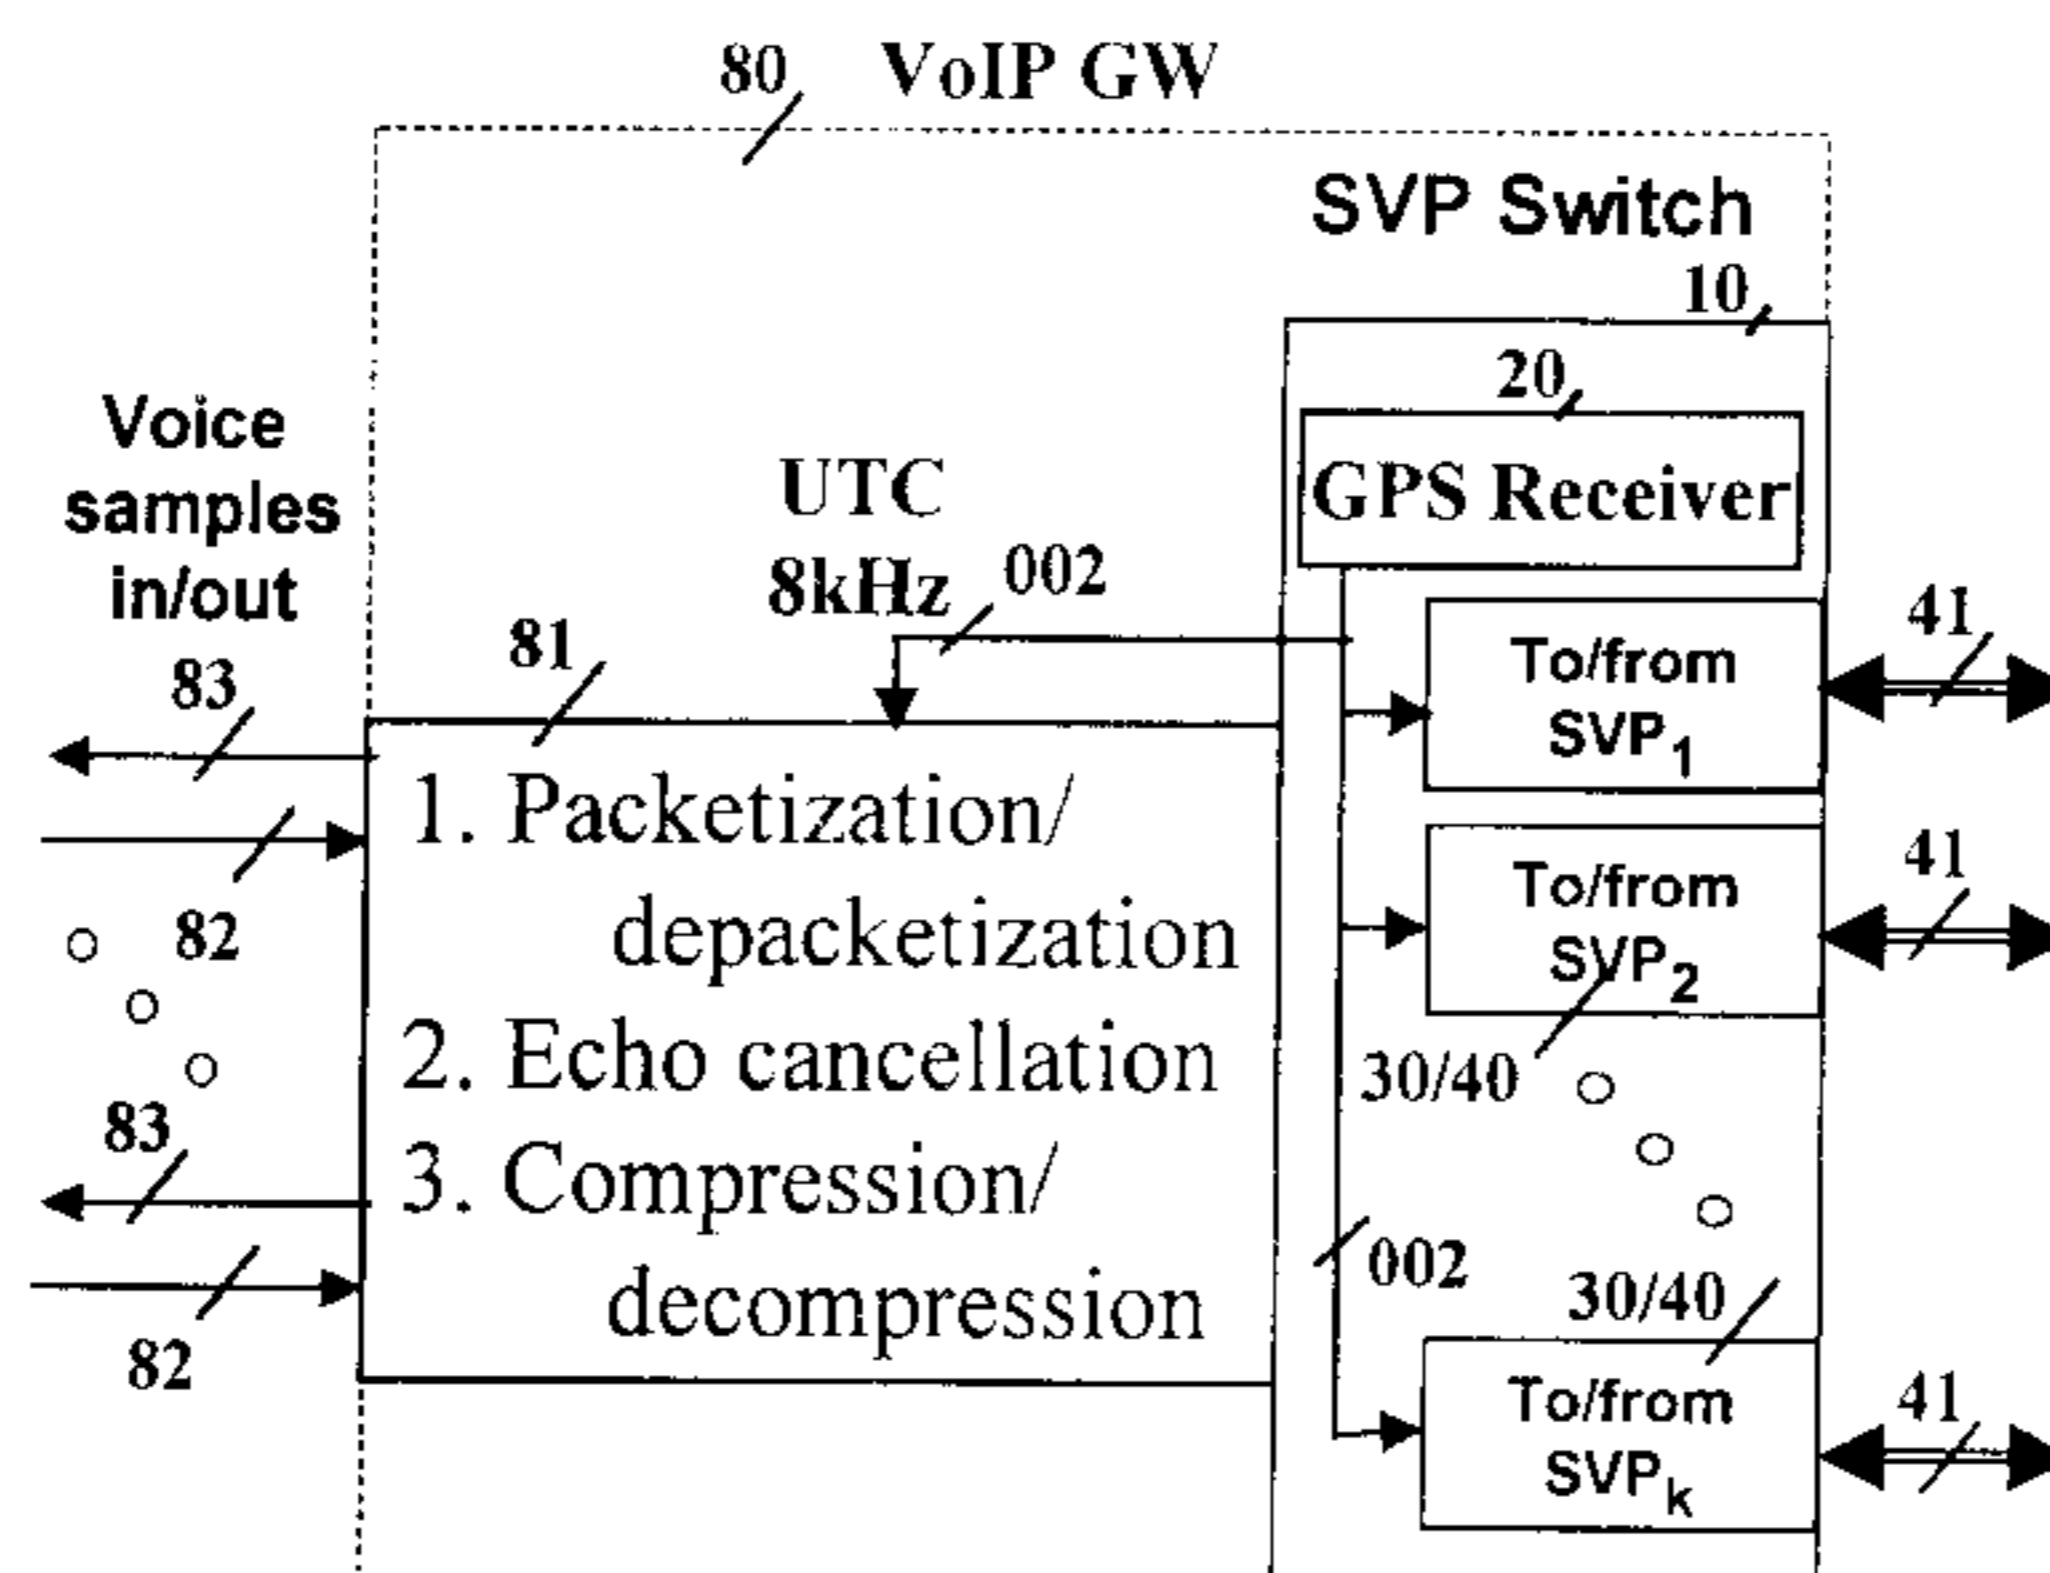 80 VoIP GW
SVP Switch
10
20
GPS Receiver
Voice
samples
in/out
UTC
8kHz
002
81
83
82
83
82
1. Packetization/
depacketization
2. Echo cancellation
3. Compression/
decompression
To/from
SVP1
41
To/from
SVP2
41
30/40
002
30/40
To/from
SVPk
41